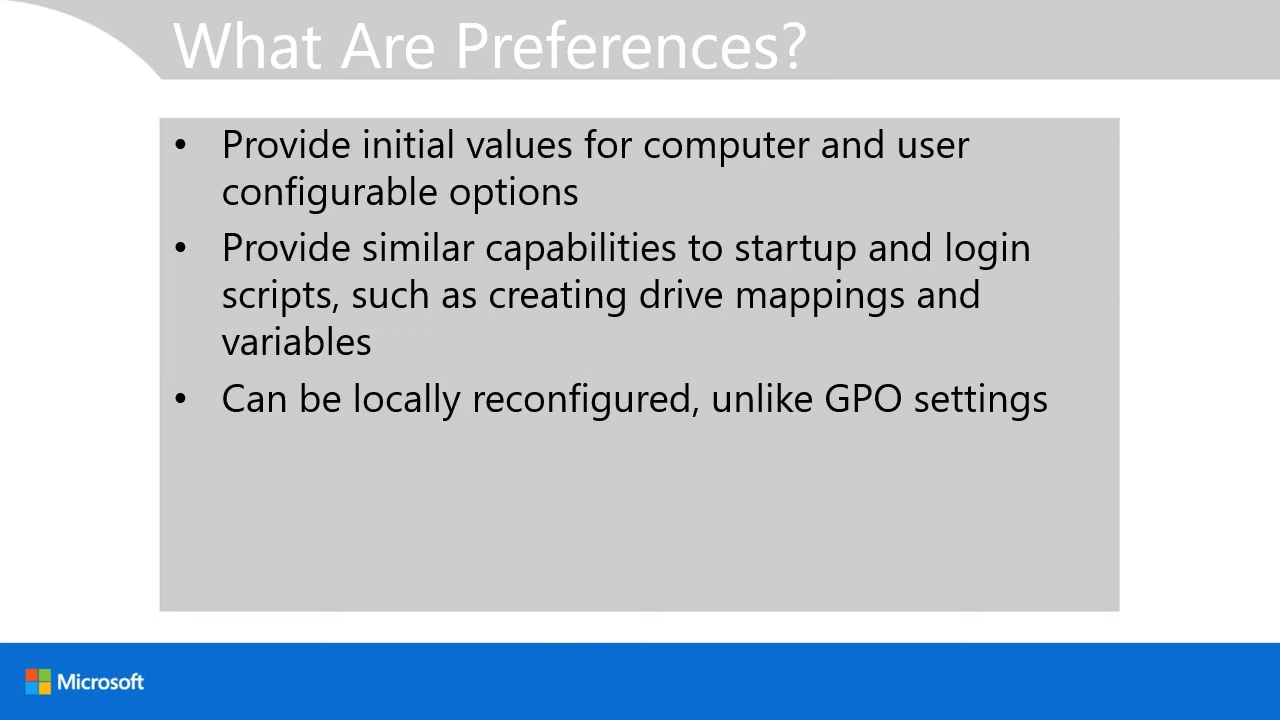 What Are Preferences?
• Provide initial values for computer and user
configurable options
• Provide similar capabilities to startup and login
scripts, such as creating drive mappings and
variables
• Can be locally reconfigured, unlike GPO settings
Microsoft